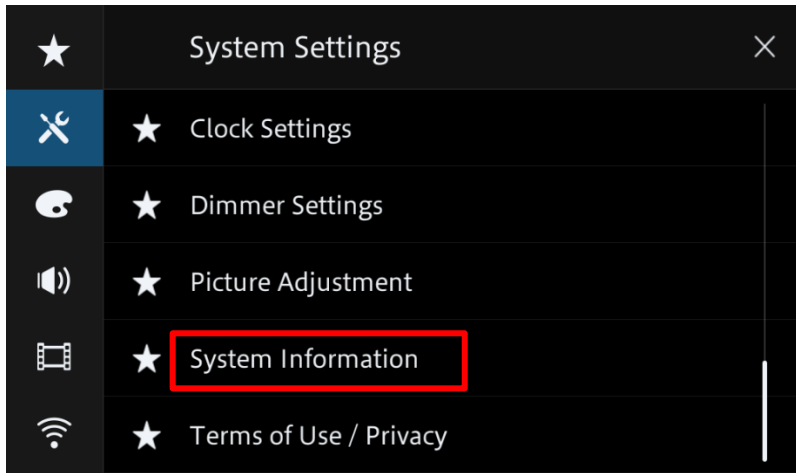 System Settings
Clock Settings
Dimmer Settings
Picture Adjustment
System Information
Terms of Use / Privacy